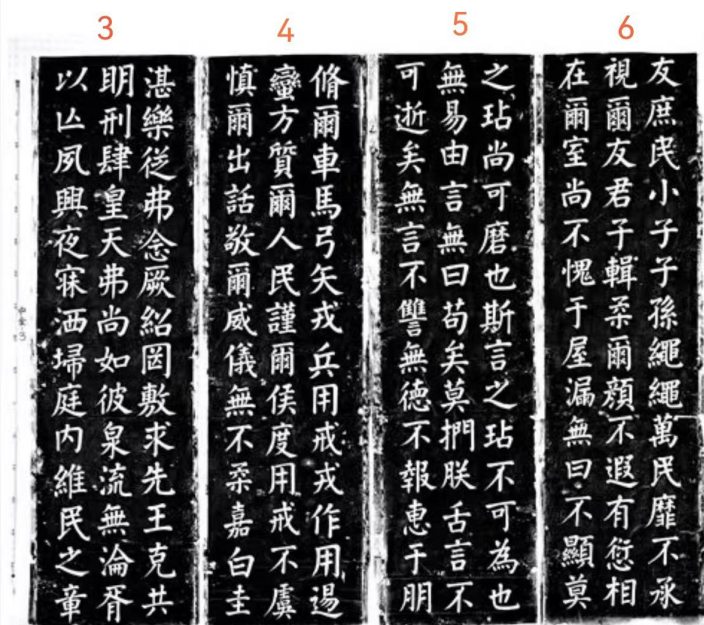 3
湛樂從弗念厥紹罔敷求先王克共
眀刑肆皇天弗尚如彼泉流無淪胥
以亾夙興夜寐洒埽庭内維民之章
4
脩爾車馬弓矢戎兵用戒戎作用逷
蠻方質爾人民謹爾侯度用戒不虞
慎爾出話敬爾威儀無不柔嘉白圭
5
之玷尚可磨也斯言之玷不可為也
無易由言無曰苟矣莫捫朕舌言不
可逝矣無言不讎無德不報惠于朋
6
友庶民小子子孫繩繩萬民靡不承
視爾友君子輯柔爾顔不遐有愆相
在爾室尚不愧于屋漏無曰不顯莫